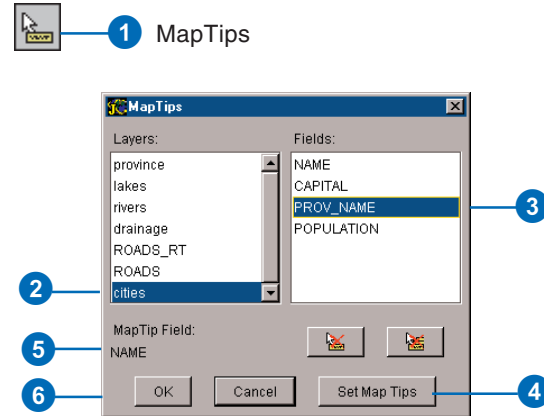 1 MapTips
MapTips
Layers: Fields:
province
lakes
rivers
drainage
ROADS_RT
ROADS
cities
NAME
CAPITAL
PROV_NAME
POPULATION
3
2
MapTip Field:
5
NAME
6
OK Cancel Set Map Tips
4